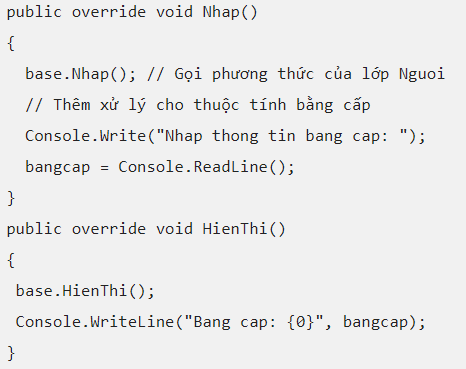 public override void Nhap()
{
  base.Nhap(); // Gọi phương thức của lớp Nguoi
  // Thêm xử lý cho thuộc tính bằng cấp
  Console.Write("Nhap thong tin bang cap: ");
  bangcap = Console.ReadLine();
}
public override void HienThi()
{
 base.HienThi();
 Console.WriteLine("Bang cap: {0}", bangcap);
}